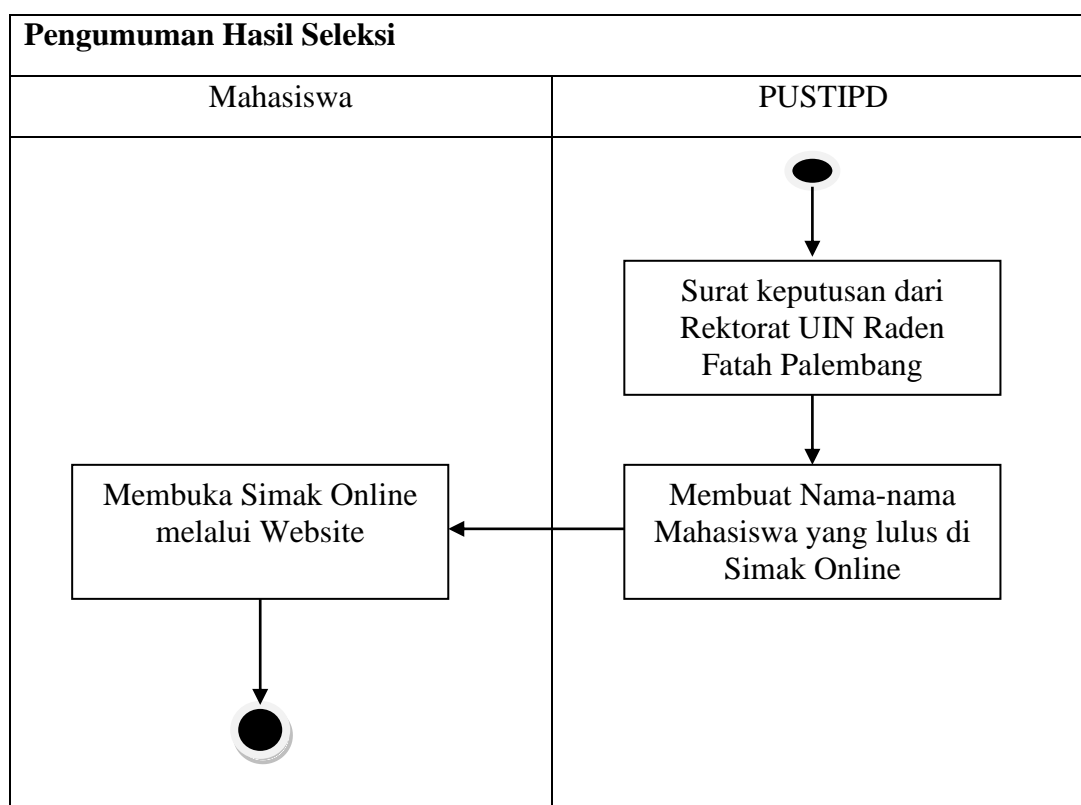 Pengumuman Hasil Seleksi
Mahasiswa
PUSTIPD
Surat keputusan dari
Rektorat UIN Raden
Fatah Palembang
Membuat Nama-nama
Mahasiswa yang lulus di
Simak Online
Membuka Simak Online
melalui Website